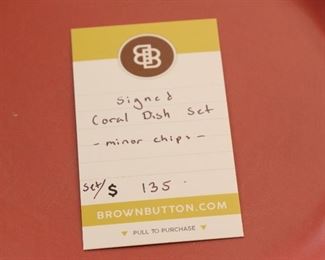 BB
Signed
Coral Dish Set
- minor chips -
Set/$ 135
BROWNBUTTON.COM
PULL TO PURCHASE